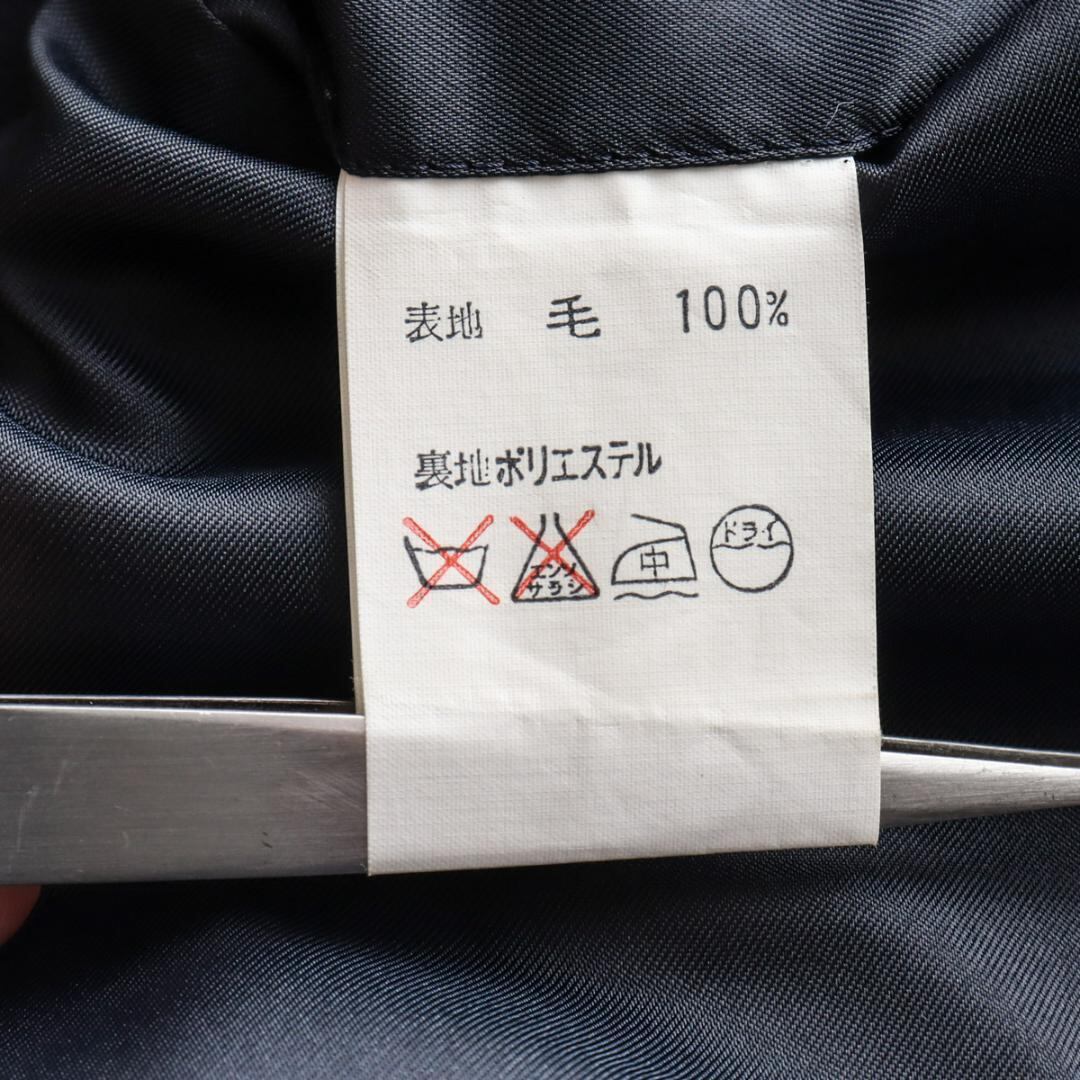 表地 毛 100%
裏地ポリエステル
エンソ
サラシ
中
ドライ